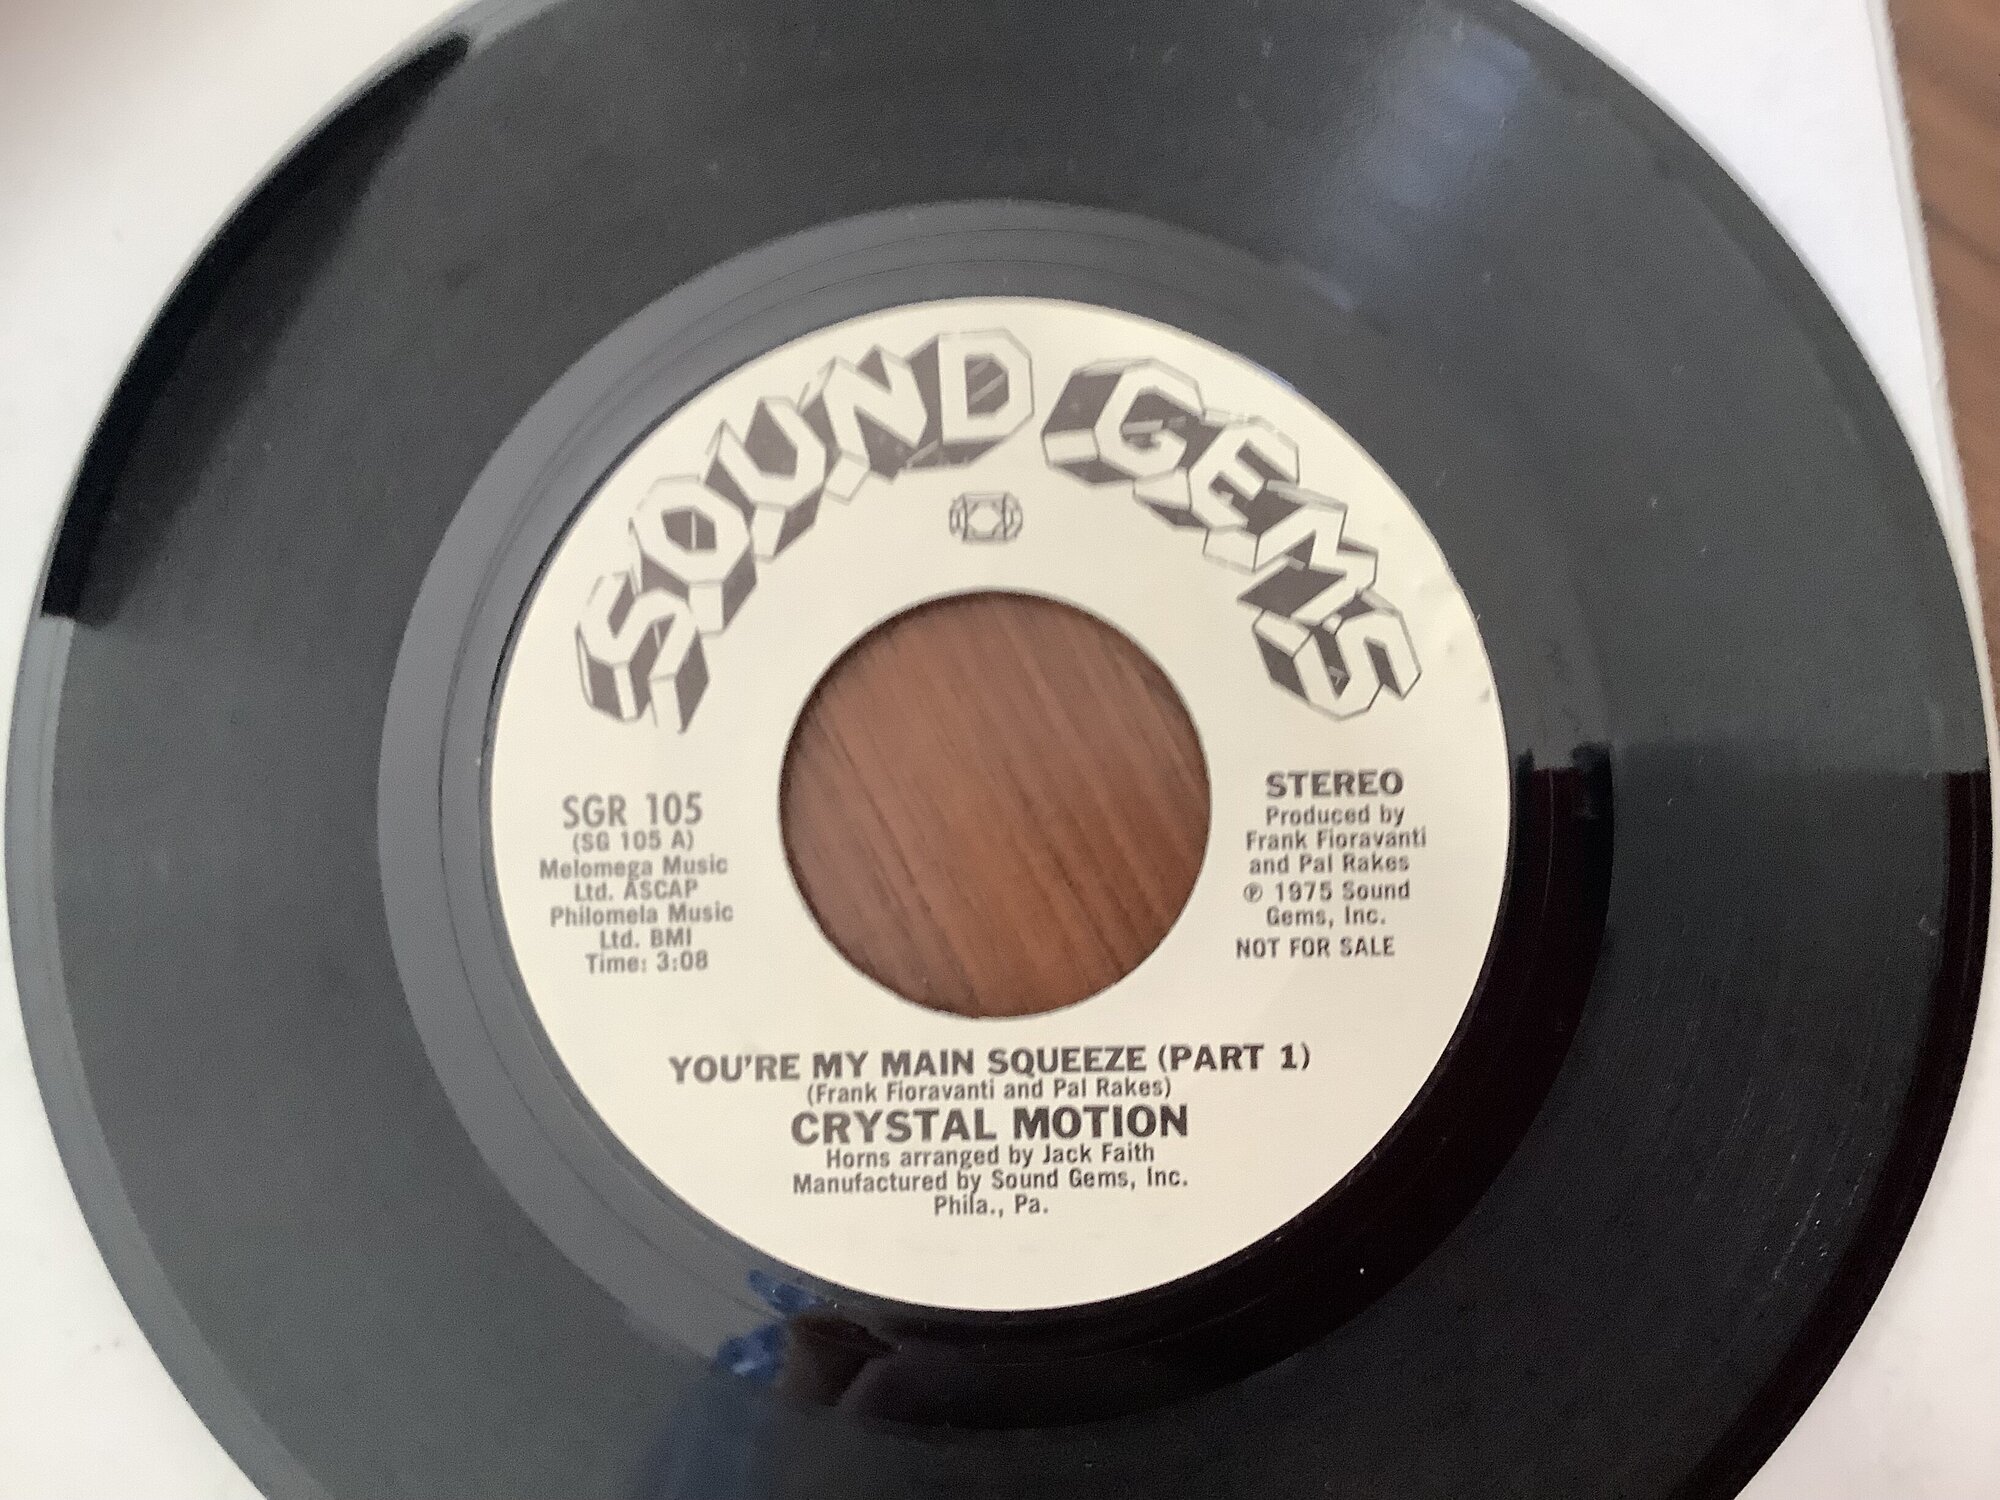 SOUND GEMS
SGR 105
(SG 105 A)
Melomega Music
Ltd. ASCAP
Philomela Music
Ltd. BMI
Time: 3:08
STEREO
Produced by
Frank Fioravanti
and Pal Rakes
℗ 1975 Sound
Gems, Inc.
NOT FOR SALE
YOU'RE MY MAIN SQUEEZE (PART 1)
(Frank Fioravanti and Pal Rakes)
CRYSTAL MOTION
Horns arranged by Jack Faith
Manufactured by Sound Gems, Inc.
Phila., Pa.